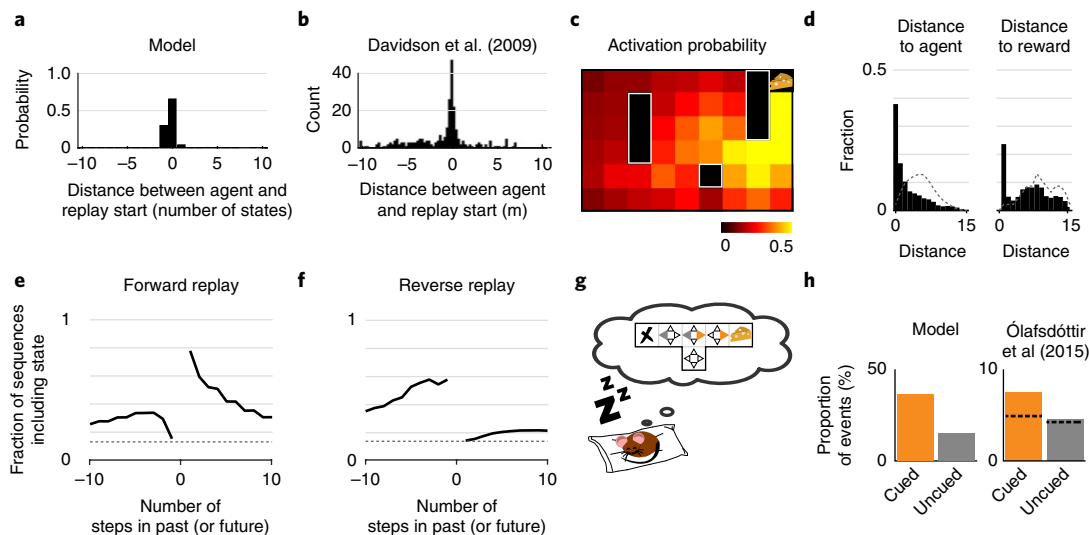 a
Model
Probability
1.0
0.5
0
−10 −5 0 5 10
Distance between agent and
replay start (number of states)
b
Davidson et al. (2009)
Count
40
20
0
−10 −5 0 5 10
Distance between agent
and replay start (m)
c
Activation probability
0 0.5
d
Distance
to agent
Distance
to reward
Fraction
0.5
0
0 15
0 15
Distance
Distance
e
Forward replay
Fraction of sequences
including state
1
0
−10 0 10
Number of
steps in past (or future)
f
Reverse replay
1
0
−10 0 10
Number of
steps in past (or future)
g
z
z
Z
z
h
Model
Proportion
of events (%)
50
0
Cued
Uncued
Ólafsdóttir
et al (2015)
10
0
Cued
Uncued